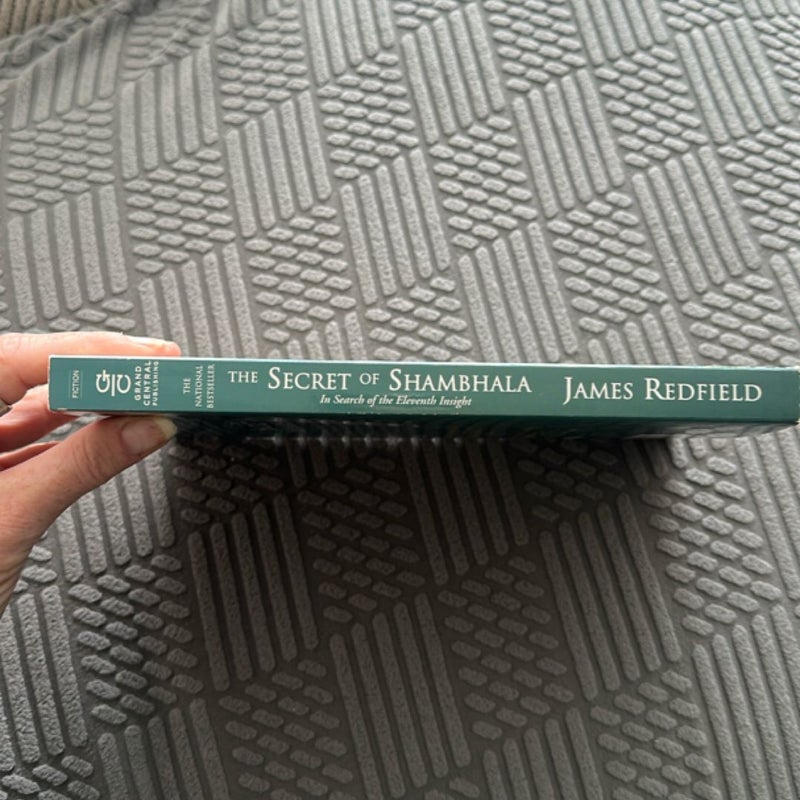 FICTION
GRAND
CENTRAL
PUBLISHING
THE
NATIONAL
BESTSELLER
THE SECRET OF SHAMBHALA
In Search of the Eleventh Insight
JAMES REDFIELD